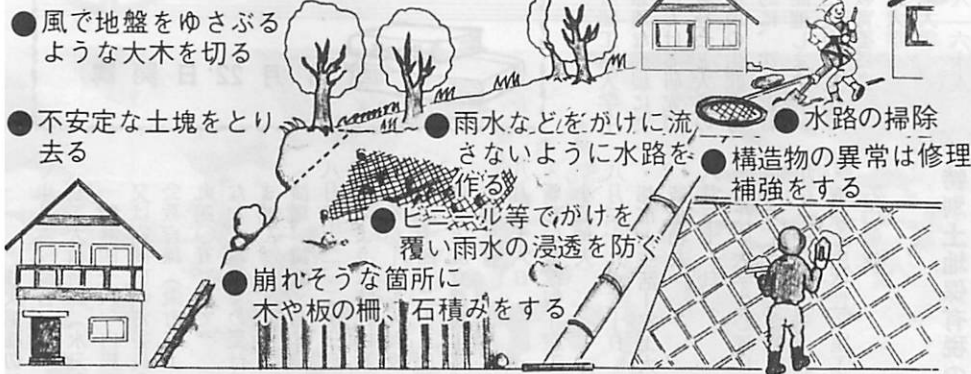 ●風で地盤をゆさぶる
ような大木を切る
●不安定な土塊をとり
去る
●雨水などをがけに流
さないように水路を
作る
●水路の掃除
●構造物の異常は修理
補強をする
●ビニール等でがけを
覆い雨水の浸透を防ぐ
●崩れそうな箇所に
木や板の柵、石積みをする